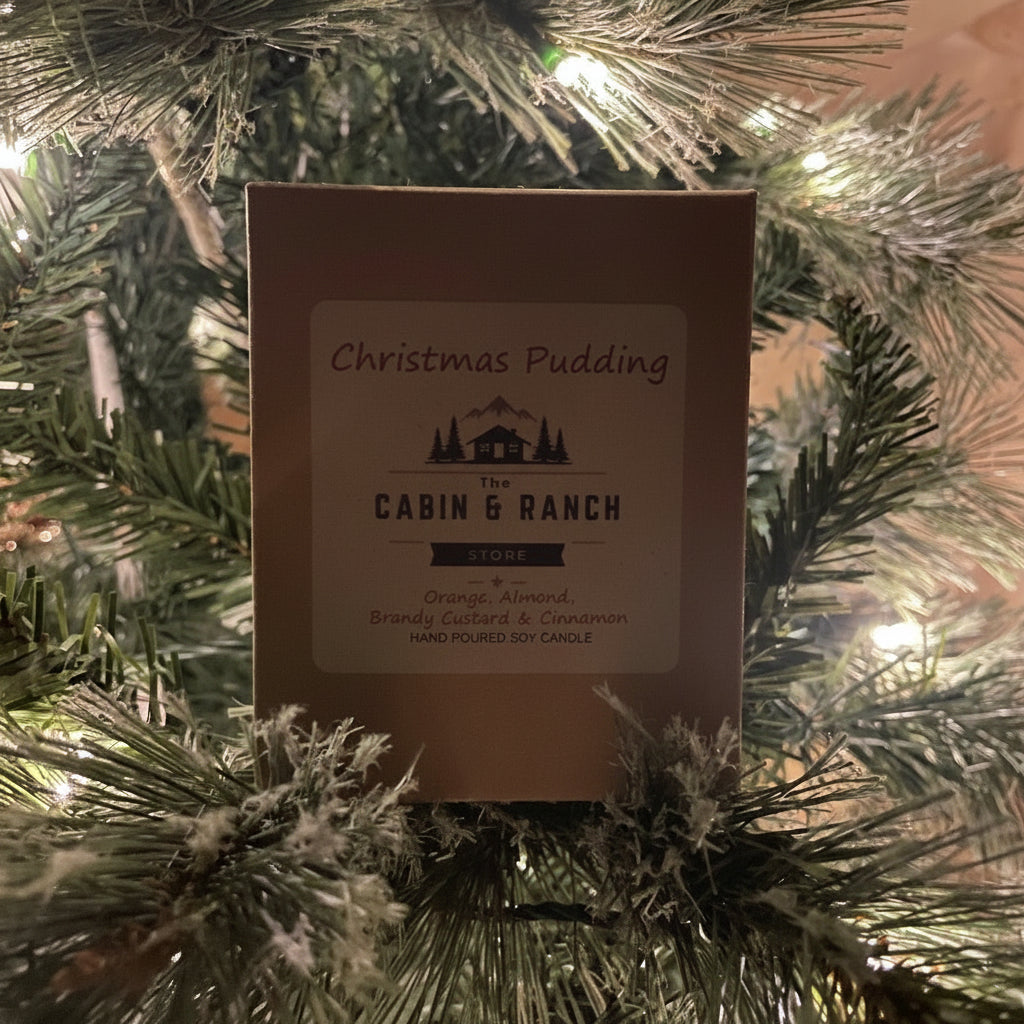 Christmas Pudding
The
CABIN & RANCH
STORE
Orange, Almond,
Brandy Custard & Cinnamon
HAND POURED SOY CANDLE